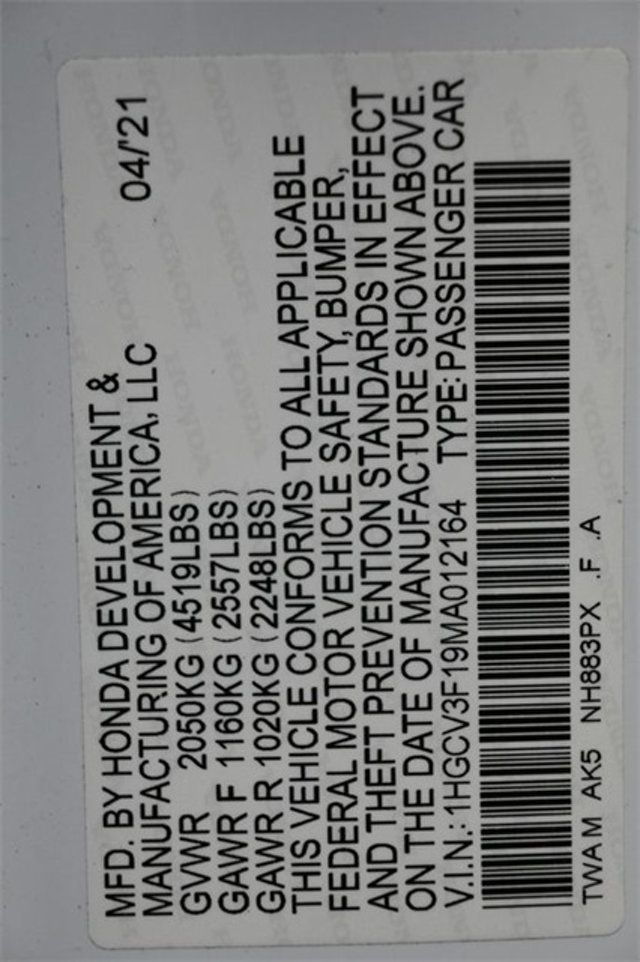 MFD. BY HONDA DEVELOPMENT &
MANUFACTURING OF AMERICA, LLC 04/'21
GVWR 2050KG (4519LBS)
GAWR F 1160KG (2557LBS)
GAWR R 1020KG (2248LBS)
THIS VEHICLE CONFORMS TO ALL APPLICABLE
FEDERAL MOTOR VEHICLE SAFETY, BUMPER,
AND THEFT PREVENTION STANDARDS IN EFFECT
ON THE DATE OF MANUFACTURE SHOWN ABOVE.
V.I.N.: 1HGCV3F19MA012164 TYPE: PASSENGER CAR
TWAM AK5 NH883PX .F .A